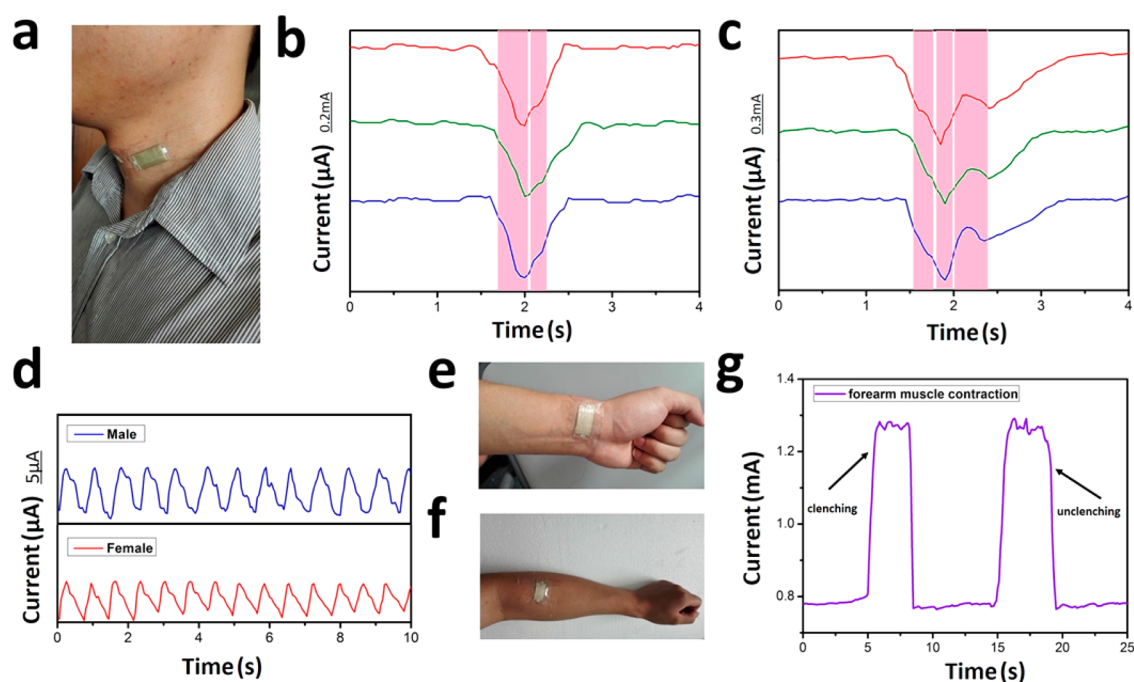 a
b
Current (μA) 0.2mA
0
1
2
3
4
Time (s)
c
Current (μA) 0.3mA
0
1
2
3
4
Time (s)
d
Current (μA) 5μA
Male
Female
0
2
4
6
8
10
Time (s)
e
f
g
Current (mA)
1.4
1.2
1.0
0.8
forearm muscle contraction
clenching
unclenching
0
5
10
15
20
25
Time (s)